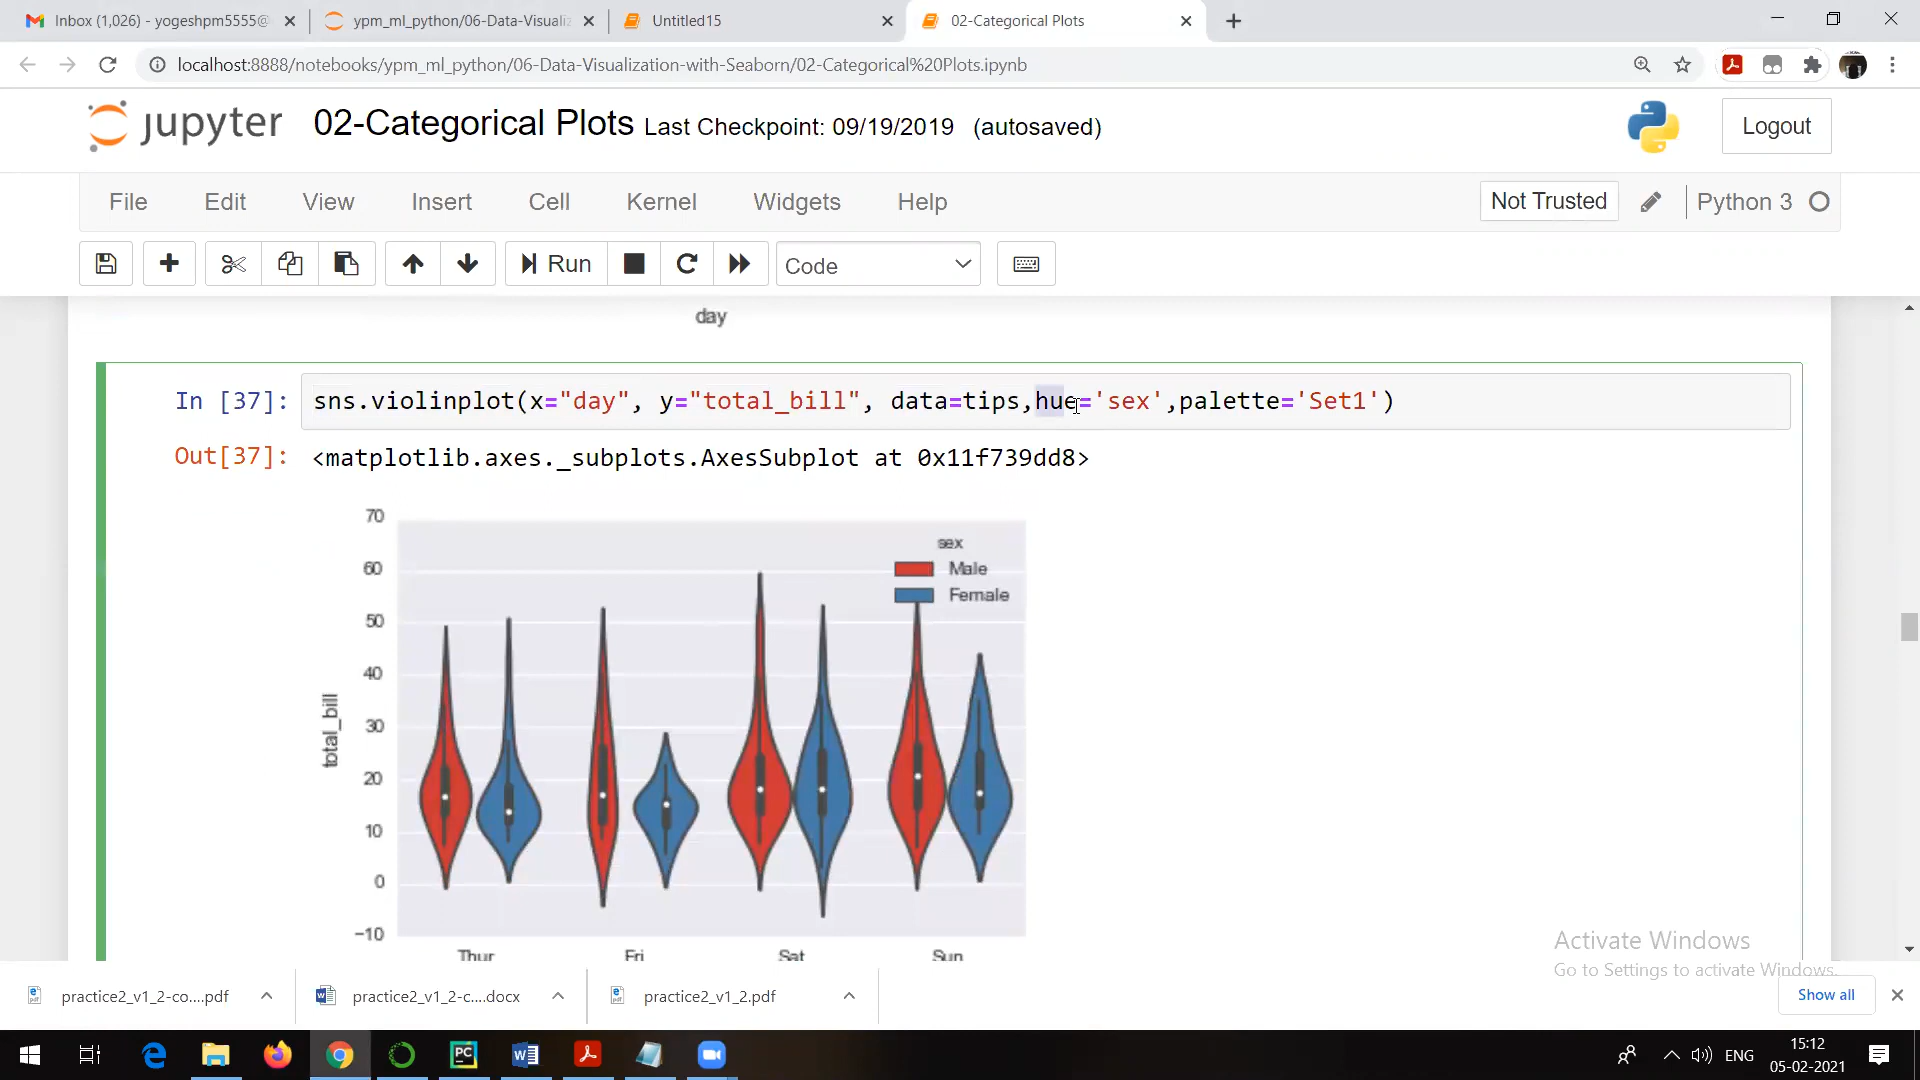 Inbox (1,026) - yogeshpm5555@
ypm_ml_python/06-Data-Visualiz
Untitled15
02-Categorical Plots
localhost:8888/notebooks/ypm_ml_python/06-Data-Visualization-with-Seaborn/02-Categorical%20Plots.ipynb
jupyter 02-Categorical Plots Last Checkpoint: 09/19/2019 (autosaved)
Logout
File Edit View Insert Cell Kernel Widgets Help
Not Trusted
Python 3
Run
Code
day
In [37]: sns.violinplot(x="day", y="total_bill", data=tips,hue='sex',palette='Set1')
Out[37]: <matplotlib.axes._subplots.AxesSubplot at 0x11f739dd8>
70
60
50
40
30
20
10
0
-10
total_bill
sex
Male
Female
Thur Fri Sat Sun
Activate Windows
Go to Settings to activate Windows.
practice2_v1_2-co....pdf
practice2_v1_2-c....docx
practice2_v1_2.pdf
Show all
PC
ENG
15:12
05-02-2021